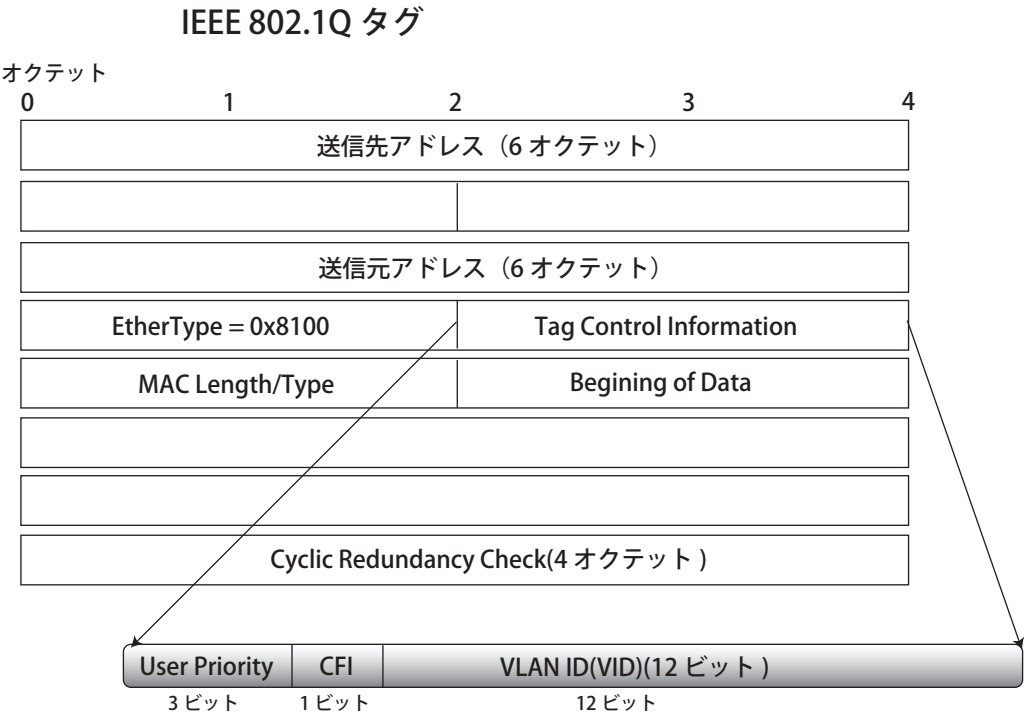 IEEE 802.1Q タグ
オクテット
0 1 2 3 4
送信先アドレス（6 オクテット）
送信元アドレス（6 オクテット）
EtherType = 0x8100 Tag Control Information
MAC Length/Type Begining of Data
Cyclic Redundancy Check(4 オクテット )
User Priority CFI VLAN ID(VID)(12 ビット )
3 ビット 1 ビット 12 ビット